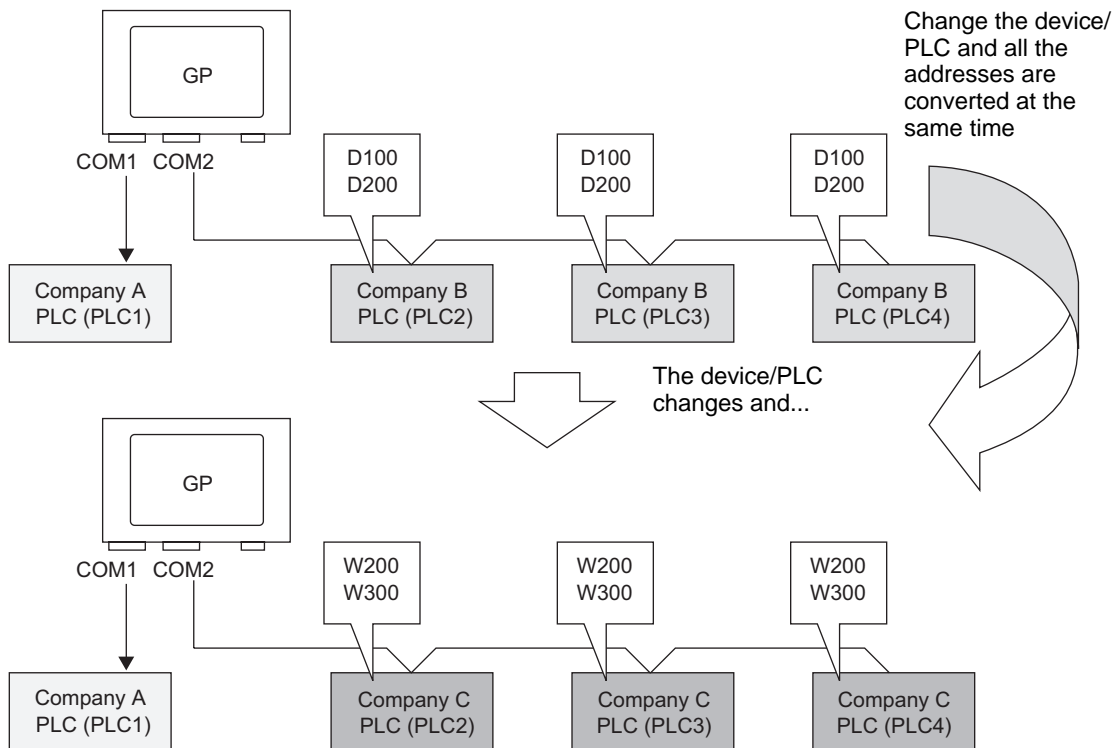 Change the device/
PLC and all the
addresses are
converted at the
same time
GP
COM1 COM2
D100
D200
D100
D200
D100
D200
Company A
PLC (PLC1)
Company B
PLC (PLC2)
Company B
PLC (PLC3)
Company B
PLC (PLC4)
The device/PLC
changes and...
GP
COM1 COM2
W200
W300
W200
W300
W200
W300
Company A
PLC (PLC1)
Company C
PLC (PLC2)
Company C
PLC (PLC3)
Company C
PLC (PLC4)